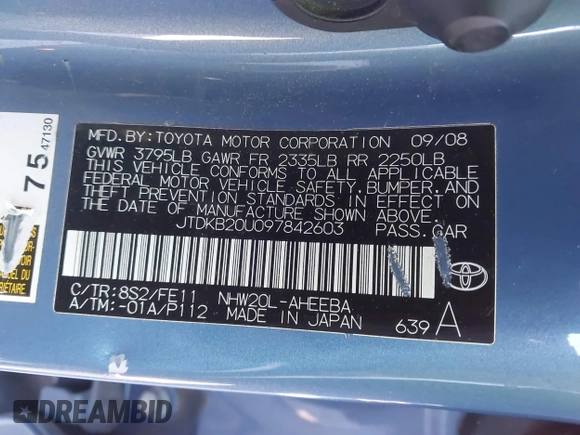 MFD. BY: TOYOTA MOTOR CORPORATION 09/08
GVWR 3795LB GAWR FR 2335LB RR 2250LB
THIS VEHICLE CONFORMS TO ALL APPLICABLE
FEDERAL MOTOR VEHICLE SAFETY, BUMPER, AND
THEFT PREVENTION STANDARDS IN EFFECT ON
THE DATE OF MANUFACTURE SHOWN ABOVE.
JTDKB20U097842603 PASS. CAR
C/TR: 8S2/FE11 NHW20L-AHEEBA
A/TM: -01A/P112 MADE IN JAPAN
639 A
75
47130
DREAMBID